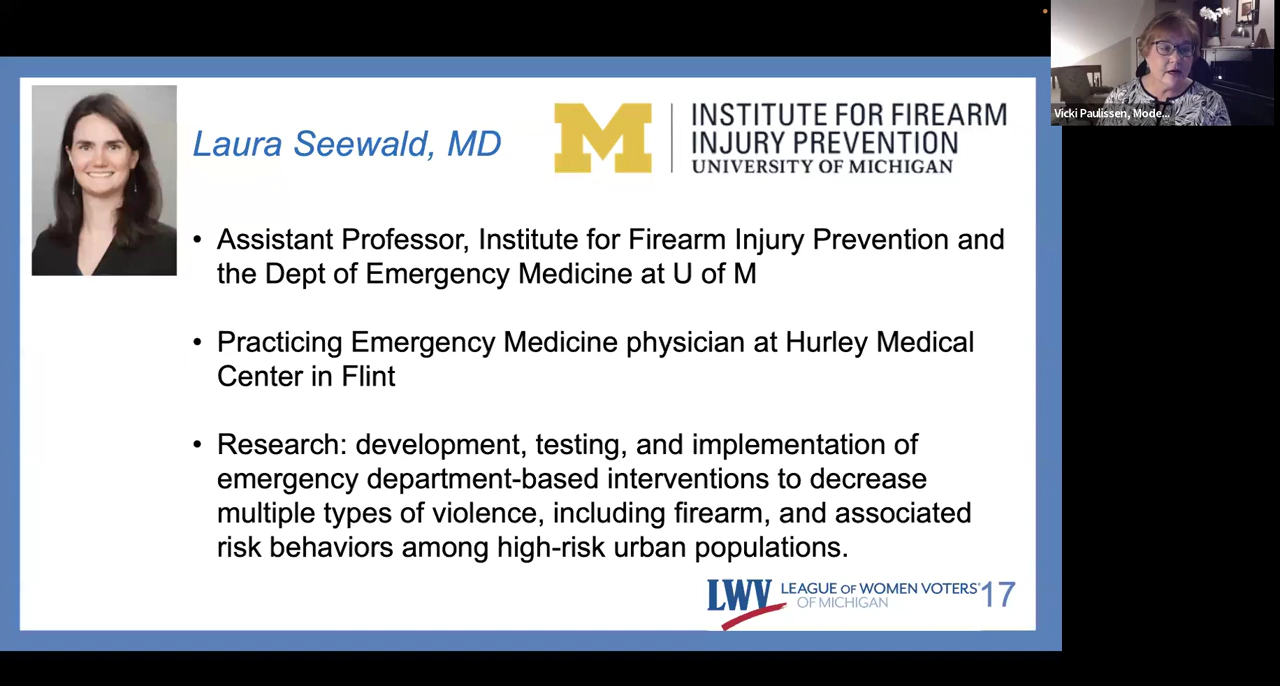 Laura Seewald, MD
M
INSTITUTE FOR FIREARM
INJURY PREVENTION
UNIVERSITY OF MICHIGAN
• Assistant Professor, Institute for Firearm Injury Prevention and
the Dept of Emergency Medicine at U of M
• Practicing Emergency Medicine physician at Hurley Medical
Center in Flint
• Research: development, testing, and implementation of
emergency department-based interventions to decrease
multiple types of violence, including firearm, and associated
risk behaviors among high-risk urban populations.
LWV LEAGUE OF WOMEN VOTERS®
OF MICHIGAN
17
Vicki Paulissen, Mode...